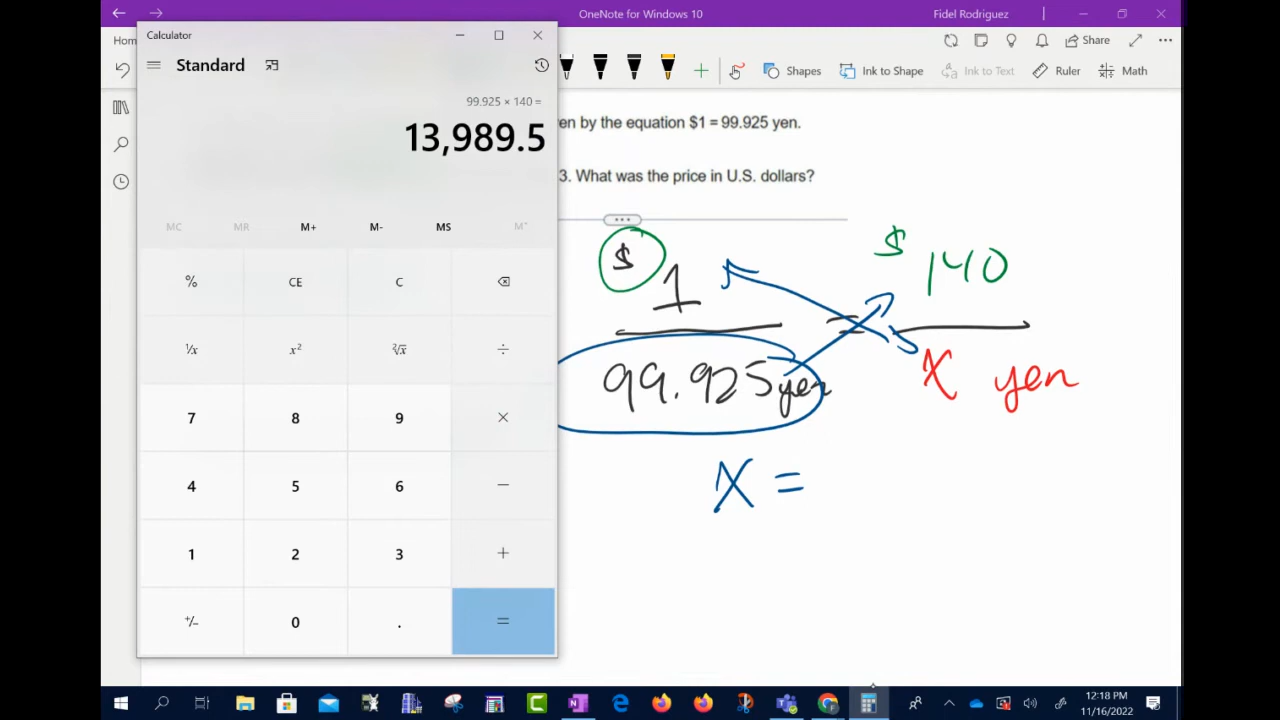 OneNote for Windows 10
Fidel Rodriguez
Calculator
Hom
Share
Standard
Shapes
Ink to Shape
Ink to Text
Ruler
Math
99.925 × 140 =
13,989.5
en by the equation $1 = 99.925 yen.
3. What was the price in U.S. dollars?
MC MR M+ M- MS M˅
% CE C
¹/x x² ²√x ÷
7 8 9 ×
4 5 6 −
1 2 3 +
+/- 0 . =
$ 1 = $ 140
99.925 yen X yen
X =
12:18 PM
11/16/2022